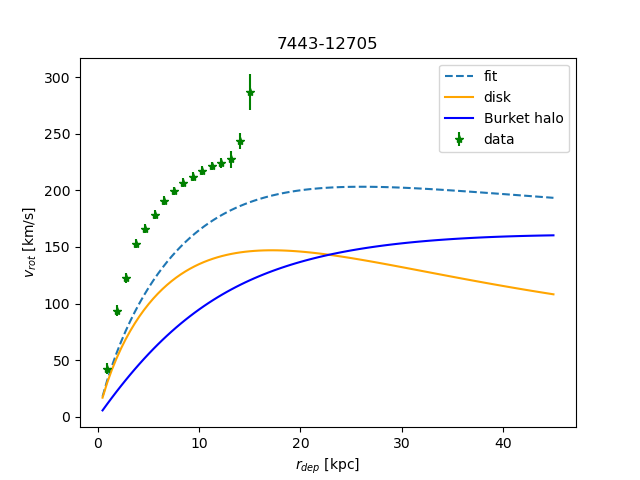 7443-12705
fit
disk
Burket halo
data
300
250
200
150
100
50
0
v_rot [km/s]
0 10 20 30 40
r_dep [kpc]